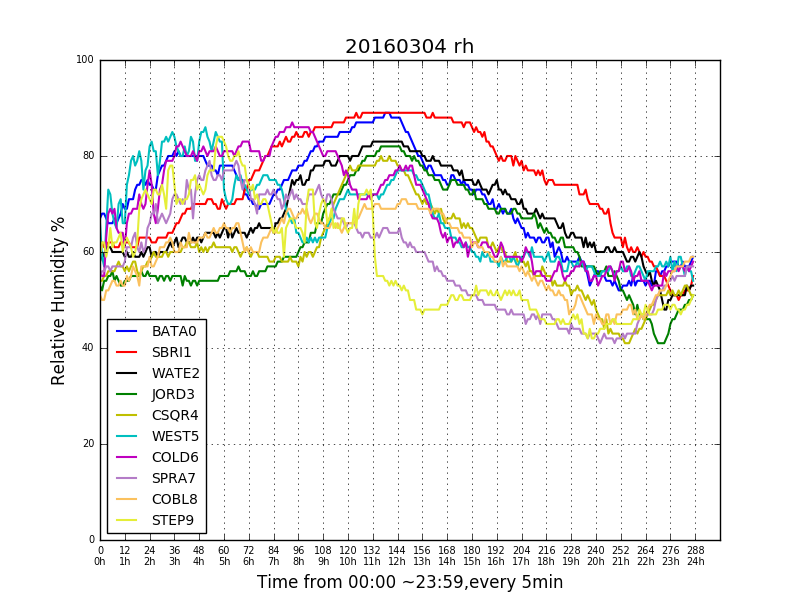 20160304 rh
100
80
60
40
20
0
Relative Humidity %
BATA0
SBRI1
WATE2
JORD3
CSQR4
WEST5
COLD6
SPRA7
COBL8
STEP9
0 12 24 36 48 60 72 84 96 108 120 132 144 156 168 180 192 204 216 228 240 252 264 276 288
0h 1h 2h 3h 4h 5h 6h 7h 8h 9h 10h 11h 12h 13h 14h 15h 16h 17h 18h 19h 20h 21h 22h 23h 24h
Time from 00:00 ~23:59,every 5min